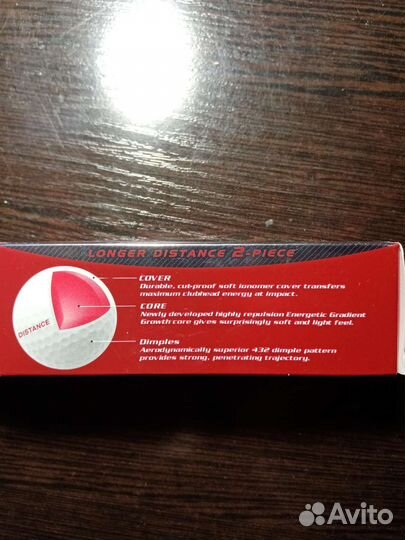 LONGER DISTANCE 2-PIECE
COVER
Durable, cut-proof soft ionomer cover transfers
maximum clubhead energy at impact.
CORE
Newly developed highly repulsion Energetic Gradient
Growth core gives surprisingly soft and light feel.
DISTANCE
Dimples
Aerodynamically superior 432 dimple pattern
provides strong, penetrating trajectory.
Avito